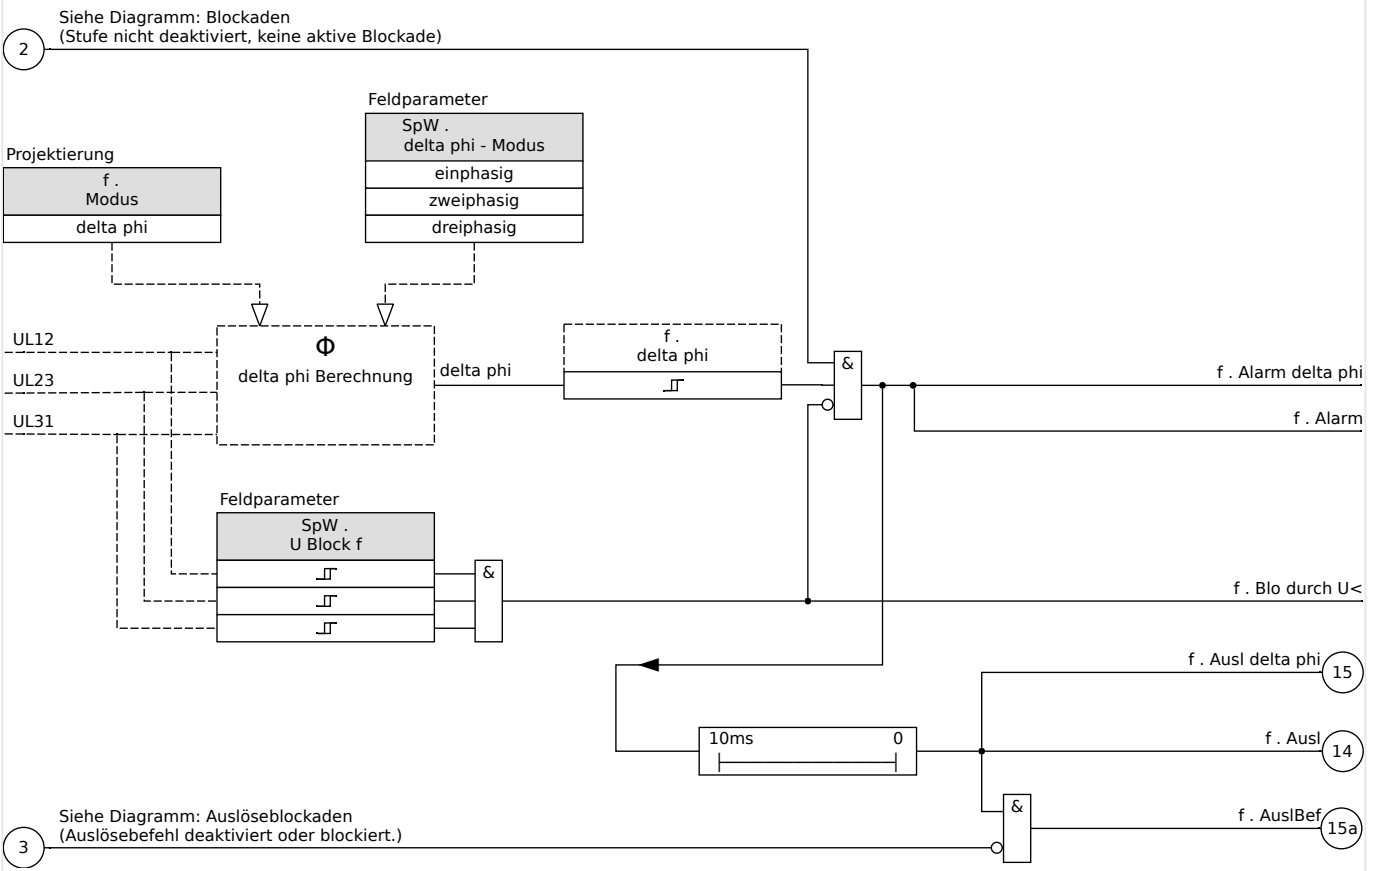 Siehe Diagramm: Blockaden
(Stufe nicht deaktiviert, keine aktive Blockade)
2
Feldparameter
SpW .
delta phi - Modus
einphasig
zweiphasig
dreiphasig
Projektierung
f .
Modus
delta phi
UL12
UL23
UL31
Φ
delta phi Berechnung
delta phi
f .
delta phi
&
f . Alarm delta phi
f . Alarm
Feldparameter
SpW .
U Block f
&
f . Blo durch U<
f . Ausl delta phi
15
10ms 0
f . Ausl
14
&
f . AuslBef
15a
Siehe Diagramm: Auslöseblockaden
(Auslösebefehl deaktiviert oder blockiert.)
3